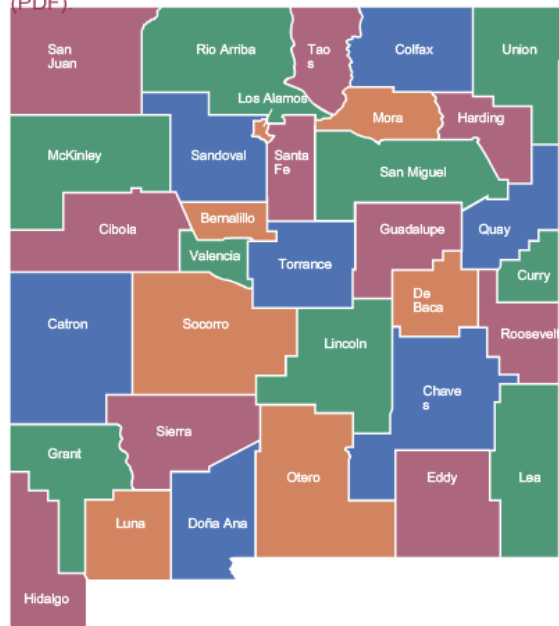 (PDF).
San
Juan
Rio Arriba
Tao
s
Colfax
Union
Los Alamos
Mora
Harding
McKinley
Sandoval
Santa
Fe
San Miguel
Cibola
Bernalillo
Guadalupe
Quay
Valencia
Torrance
Curry
Catron
Socorro
De
Baca
Lincoln
Roosevelt
Chave
s
Sierra
Grant
Otero
Eddy
Lea
Luna
Doña Ana
Hidalgo